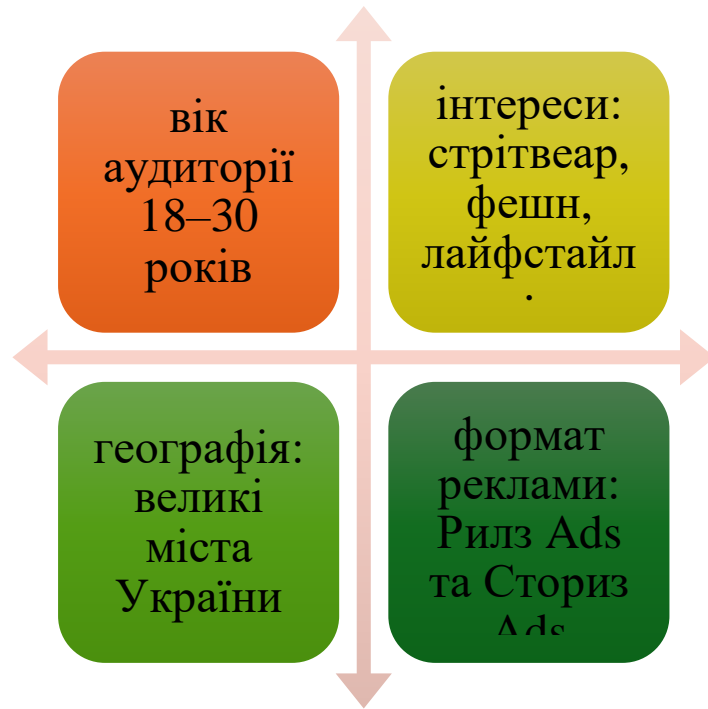 вік
аудиторії
18–30
років
інтереси:
стрітвеар,
фешн,
лайфстайл
.
географія:
великі
міста
України
формат
реклами:
Рилз Ads
та Сториз
Ads